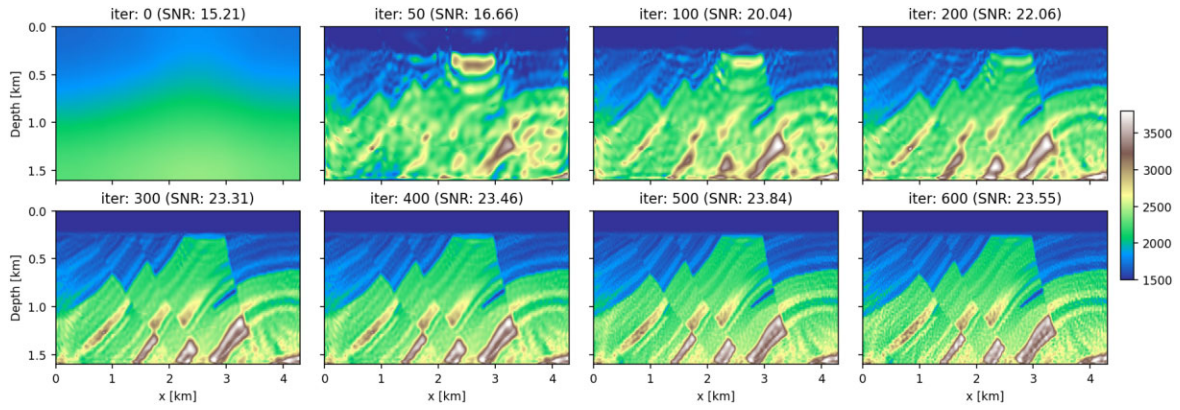 iter: 0 (SNR: 15.21) iter: 50 (SNR: 16.66) iter: 100 (SNR: 20.04) iter: 200 (SNR: 22.06)
0.0
0.5
1.0
1.5
Depth [km]
3500
3000
2500
2000
1500
iter: 300 (SNR: 23.31) iter: 400 (SNR: 23.46) iter: 500 (SNR: 23.84) iter: 600 (SNR: 23.55)
0.0
0.5
1.0
1.5
Depth [km]
0 1 2 3 4 0 1 2 3 4 0 1 2 3 4 0 1 2 3 4
x [km] x [km] x [km] x [km]